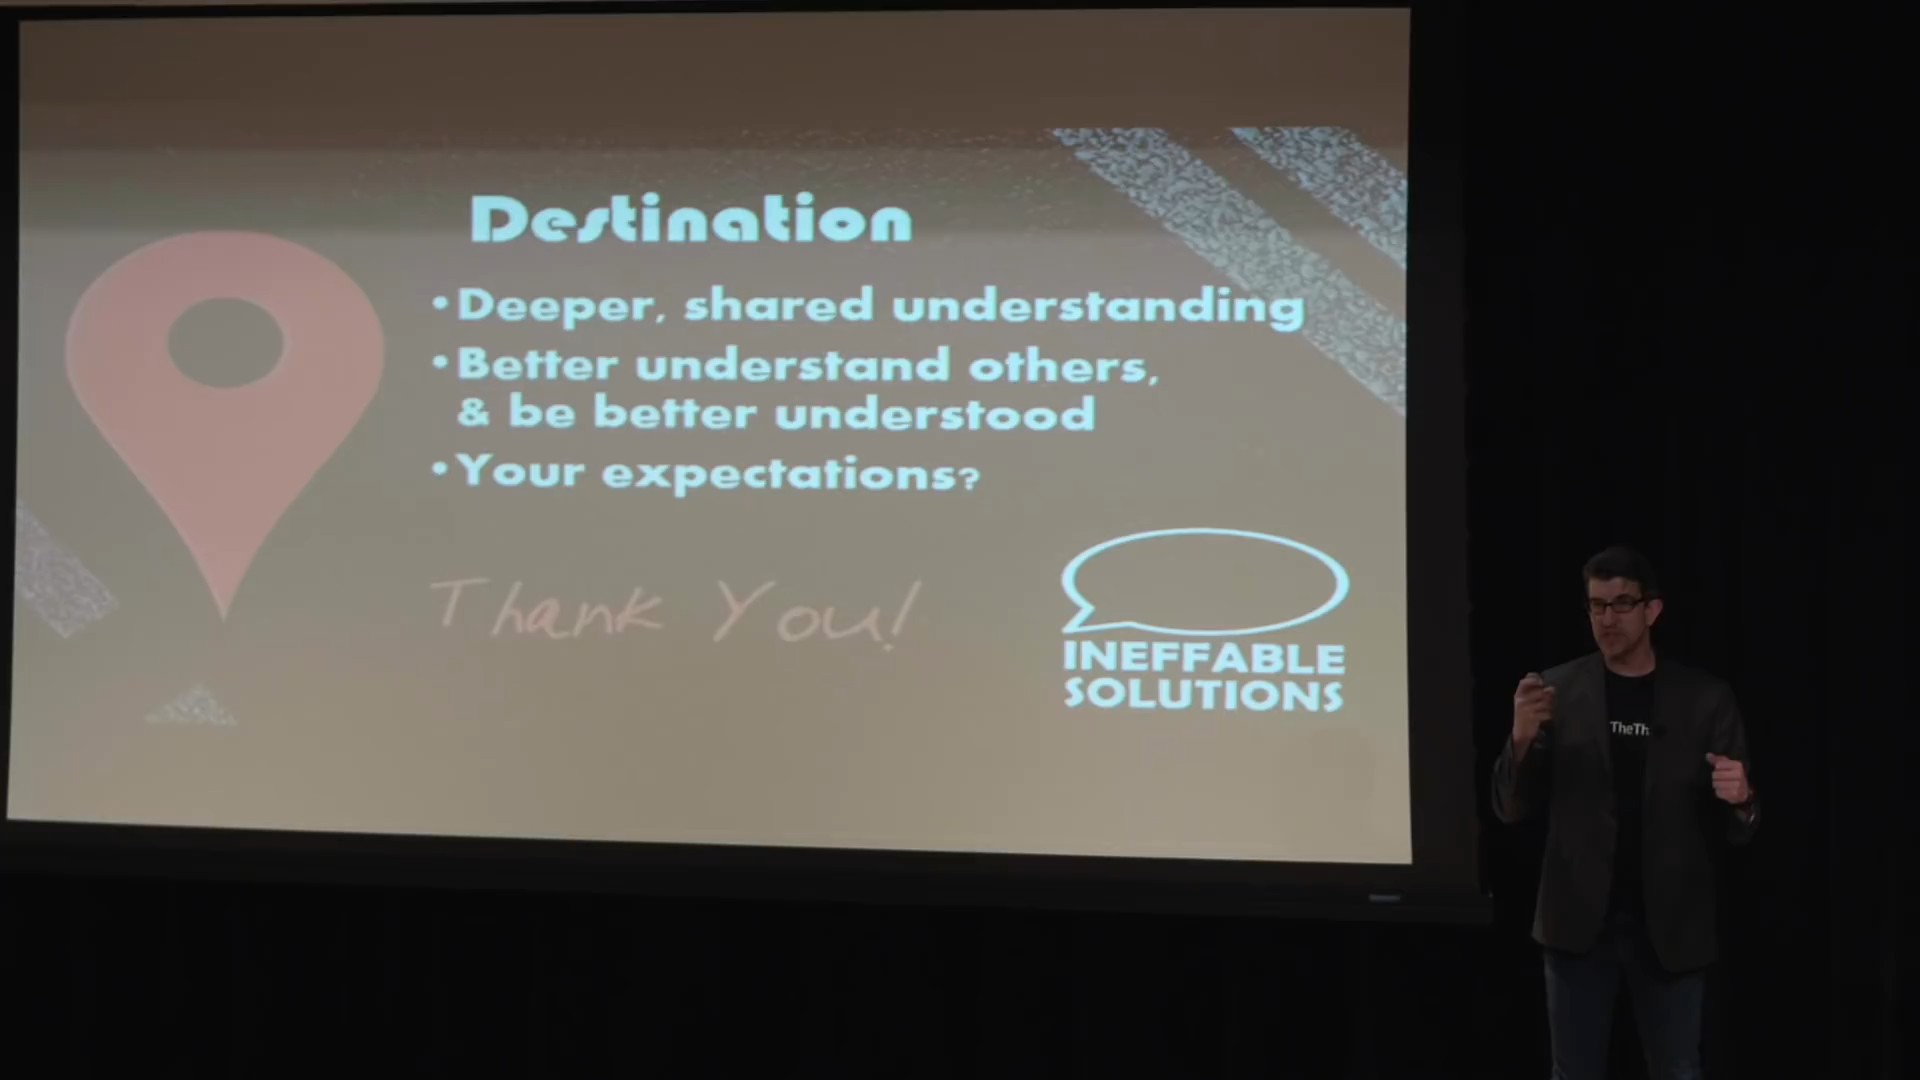 Destination
• Deeper, shared understanding
• Better understand others,
& be better understood
• Your expectations?
Thank You!
INEFFABLE
SOLUTIONS
TheTh